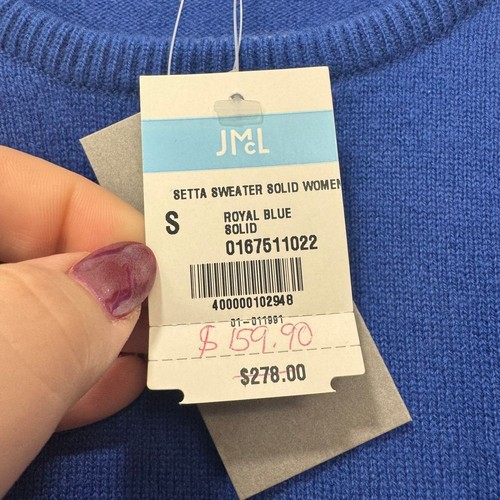 JMcL
SETTA SWEATER SOLID WOMEN
S
ROYAL BLUE
SOLID
0167511022
400000102948
01-011991
$159.90
$278.00